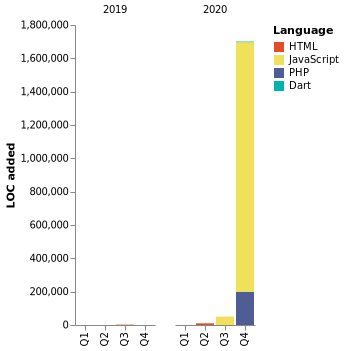 2019
2020
Language
HTML
JavaScript
PHP
Dart
LOC added
1,800,000
1,600,000
1,400,000
1,200,000
1,000,000
800,000
600,000
400,000
200,000
0
Q1
Q2
Q3
Q4
Q1
Q2
Q3
Q4